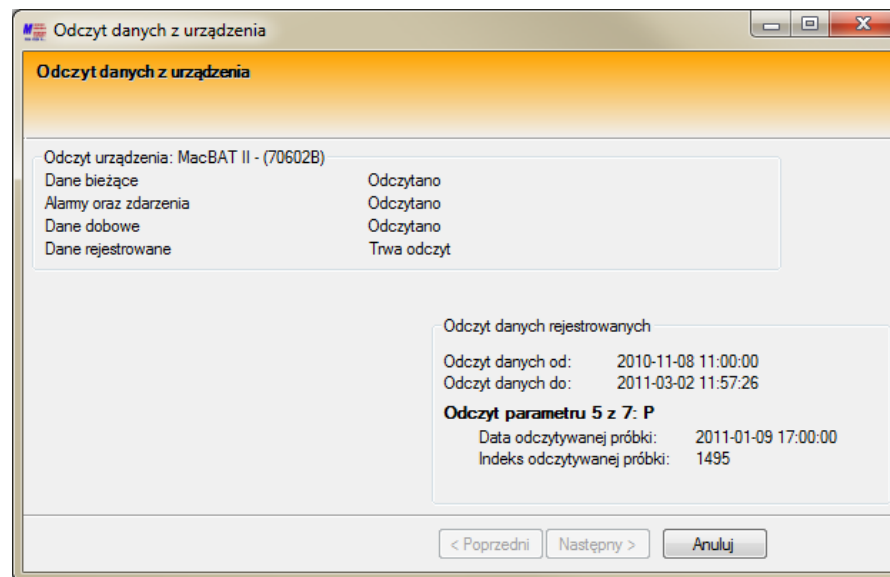 Odczyt danych z urządzenia
Odczyt danych z urządzenia
Odczyt urządzenia: MacBAT II - (70602B)
Dane bieżące Odczytano
Alarmy oraz zdarzenia Odczytano
Dane dobowe Odczytano
Dane rejestrowane Trwa odczyt
Odczyt danych rejestrowanych
Odczyt danych od: 2010-11-08 11:00:00
Odczyt danych do: 2011-03-02 11:57:26
Odczyt parametru 5 z 7: P
Data odczytywanej próbki: 2011-01-09 17:00:00
Indeks odczytywanej próbki: 1495
< Poprzedni Następny > Anuluj